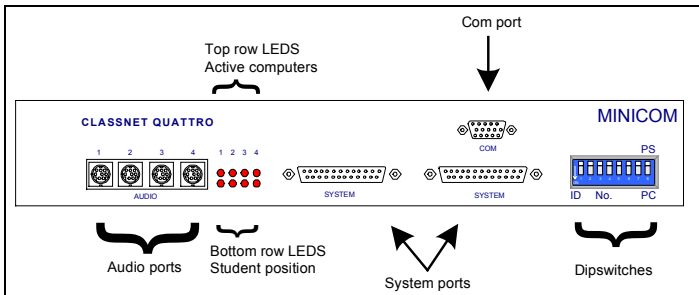 Com port
Top row LEDS
Active computers
CLASSNET QUATTRO
MINICOM
1 2 3 4
1 2 3 4
COM
PS
AUDIO
SYSTEM
SYSTEM
ID No. PC
Audio ports
Bottom row LEDS
Student position
System ports
Dipswitches